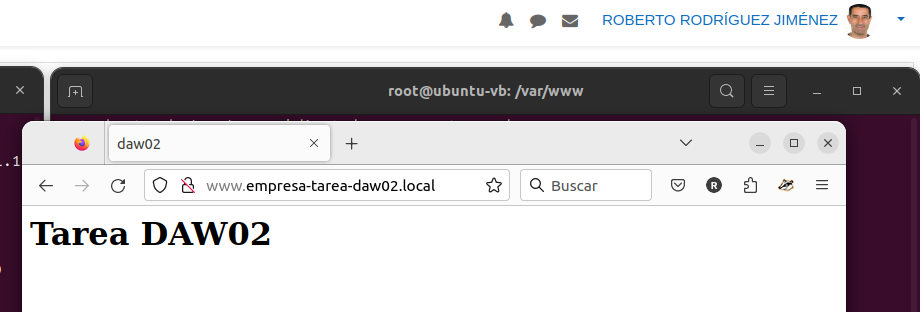 ROBERTO RODRÍGUEZ JIMÉNEZ
root@ubuntu-vb: /var/www
daw02
www.empresa-tarea-daw02.local
Buscar
R
Tarea DAW02